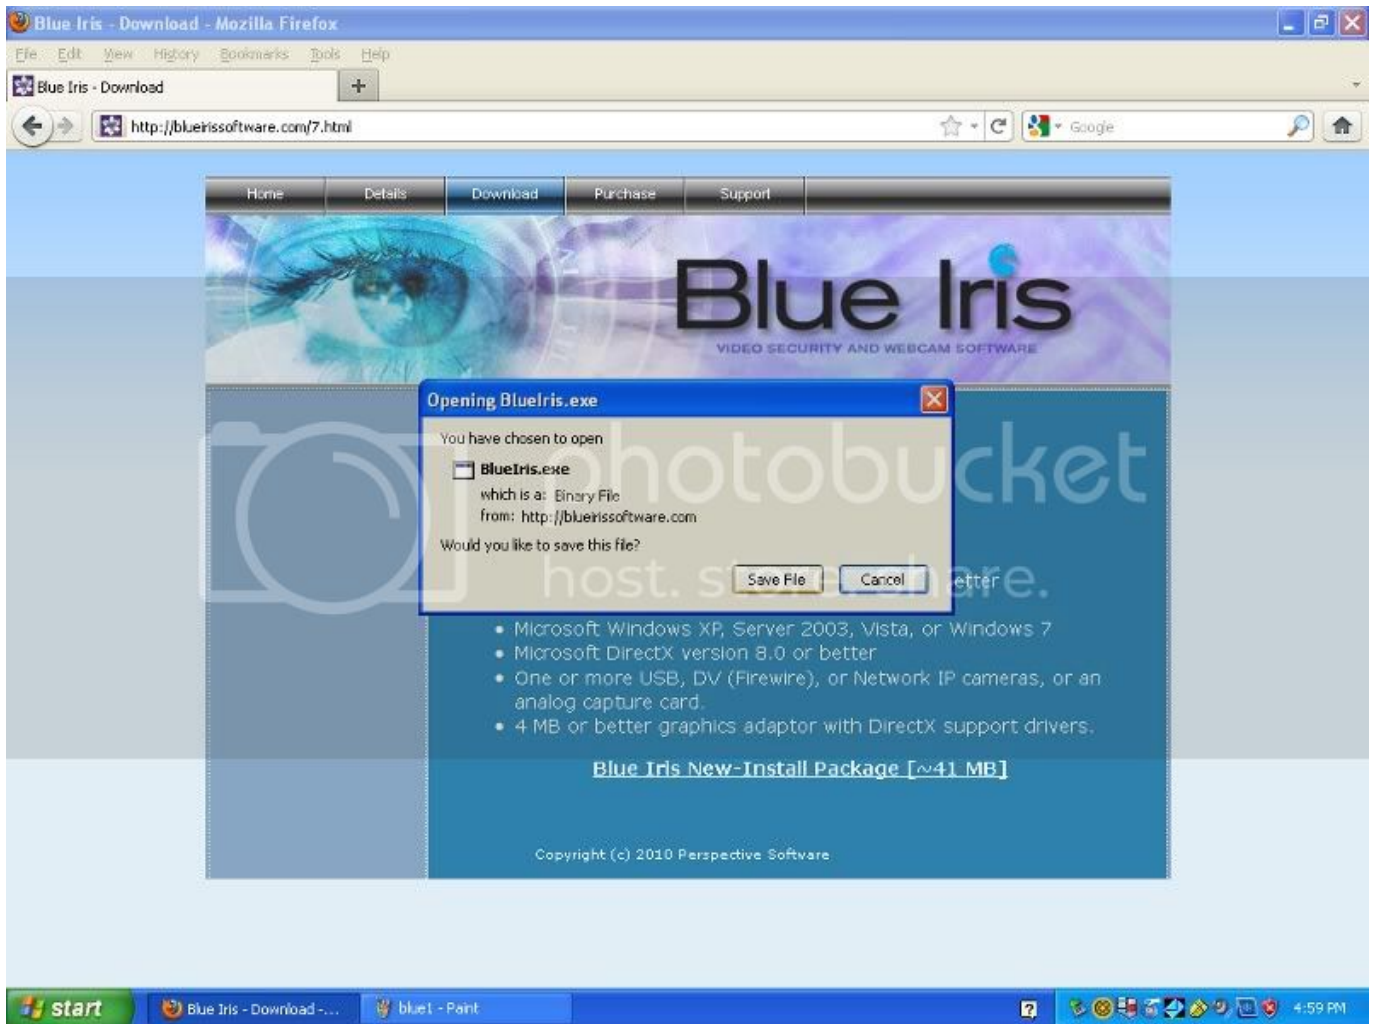 Blue Iris - Download - Mozilla Firefox
File Edit View History Bookmarks Tools Help
Blue Iris - Download
+
http://blueirissoftware.com/7.html
Google
Home Details Download Purchase Support
Blue Iris
VIDEO SECURITY AND WEBCAM SOFTWARE
Opening BlueIris.exe
You have chosen to open
BlueIris.exe
which is a: Binary File
from: http://blueirissoftware.com
Would you like to save this file?
Save File Cancel
photobucket
host. store. share.
etter
• Microsoft Windows XP, Server 2003, Vista, or Windows 7
• Microsoft DirectX version 8.0 or better
• One or more USB, DV (Firewire), or Network IP cameras, or an
analog capture card.
• 4 MB or better graphics adaptor with DirectX support drivers.
Blue Iris New-Install Package [~41 MB]
Copyright (c) 2010 Perspective Software
start Blue Iris - Download -... blue1 - Paint 4:59 PM